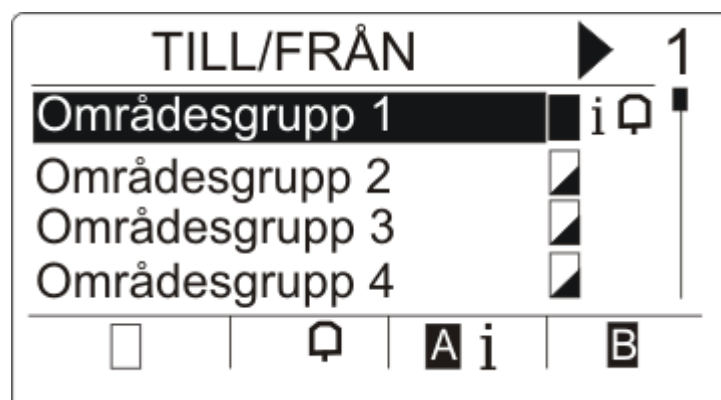 TILL/FRÅN 1
Områdesgrupp 1 i
Områdesgrupp 2
Områdesgrupp 3
Områdesgrupp 4
A i B